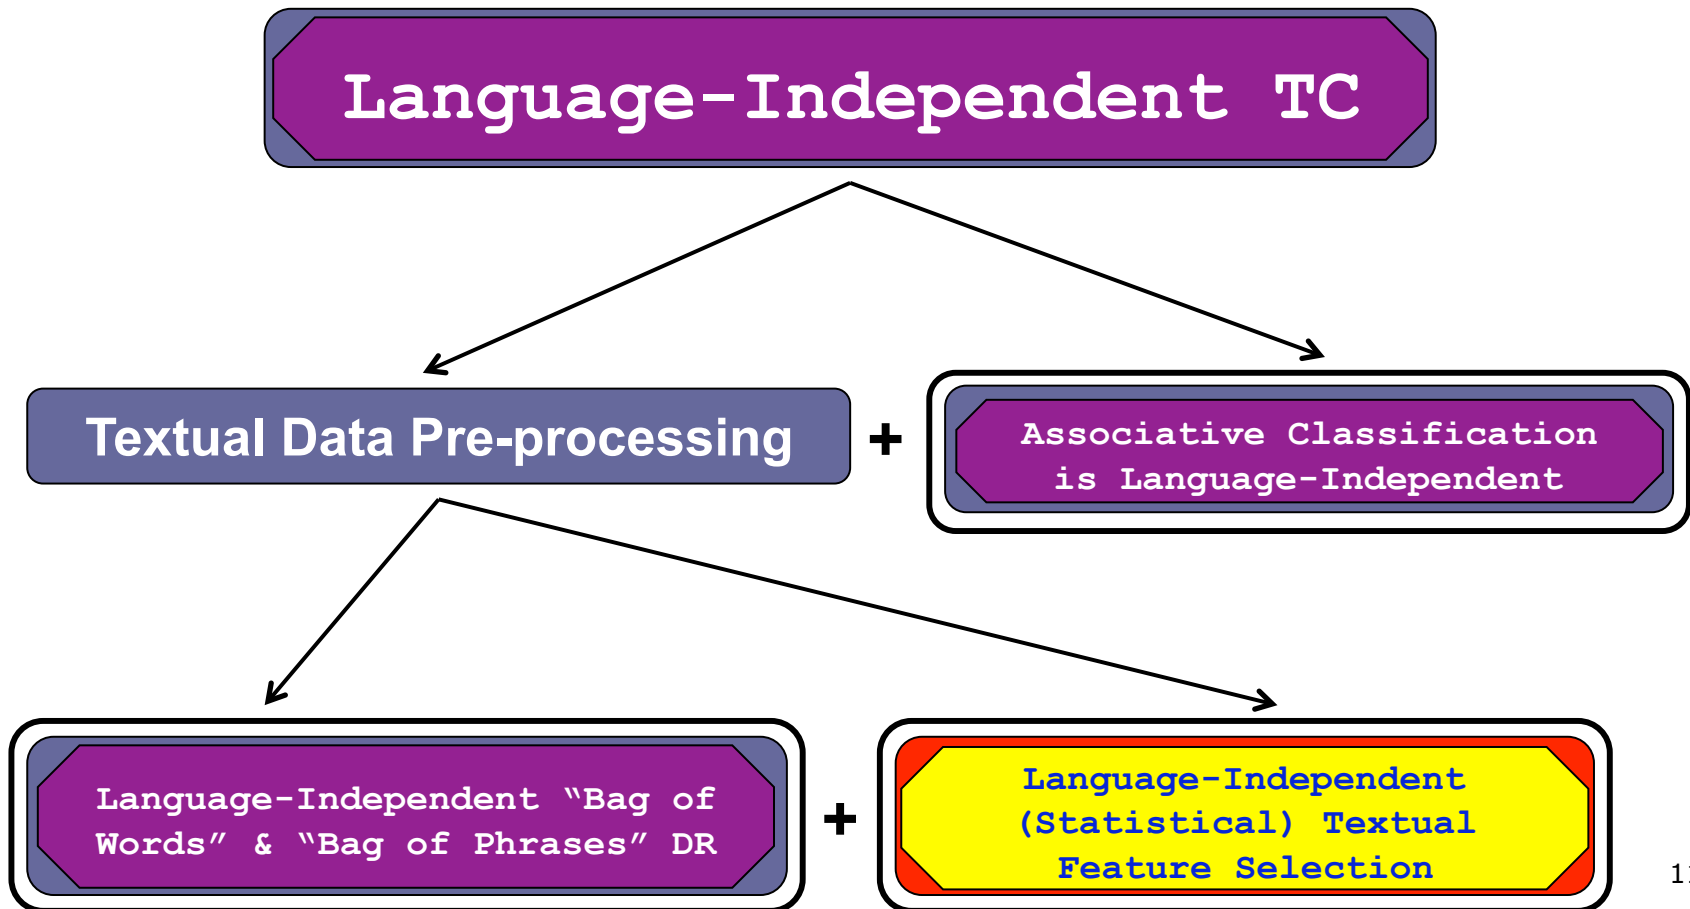 Language-Independent TC
Textual Data Pre-processing
+
Associative Classification
is Language-Independent
Language-Independent “Bag of
Words” & “Bag of Phrases” DR
+
Language-Independent
(Statistical) Textual
Feature Selection